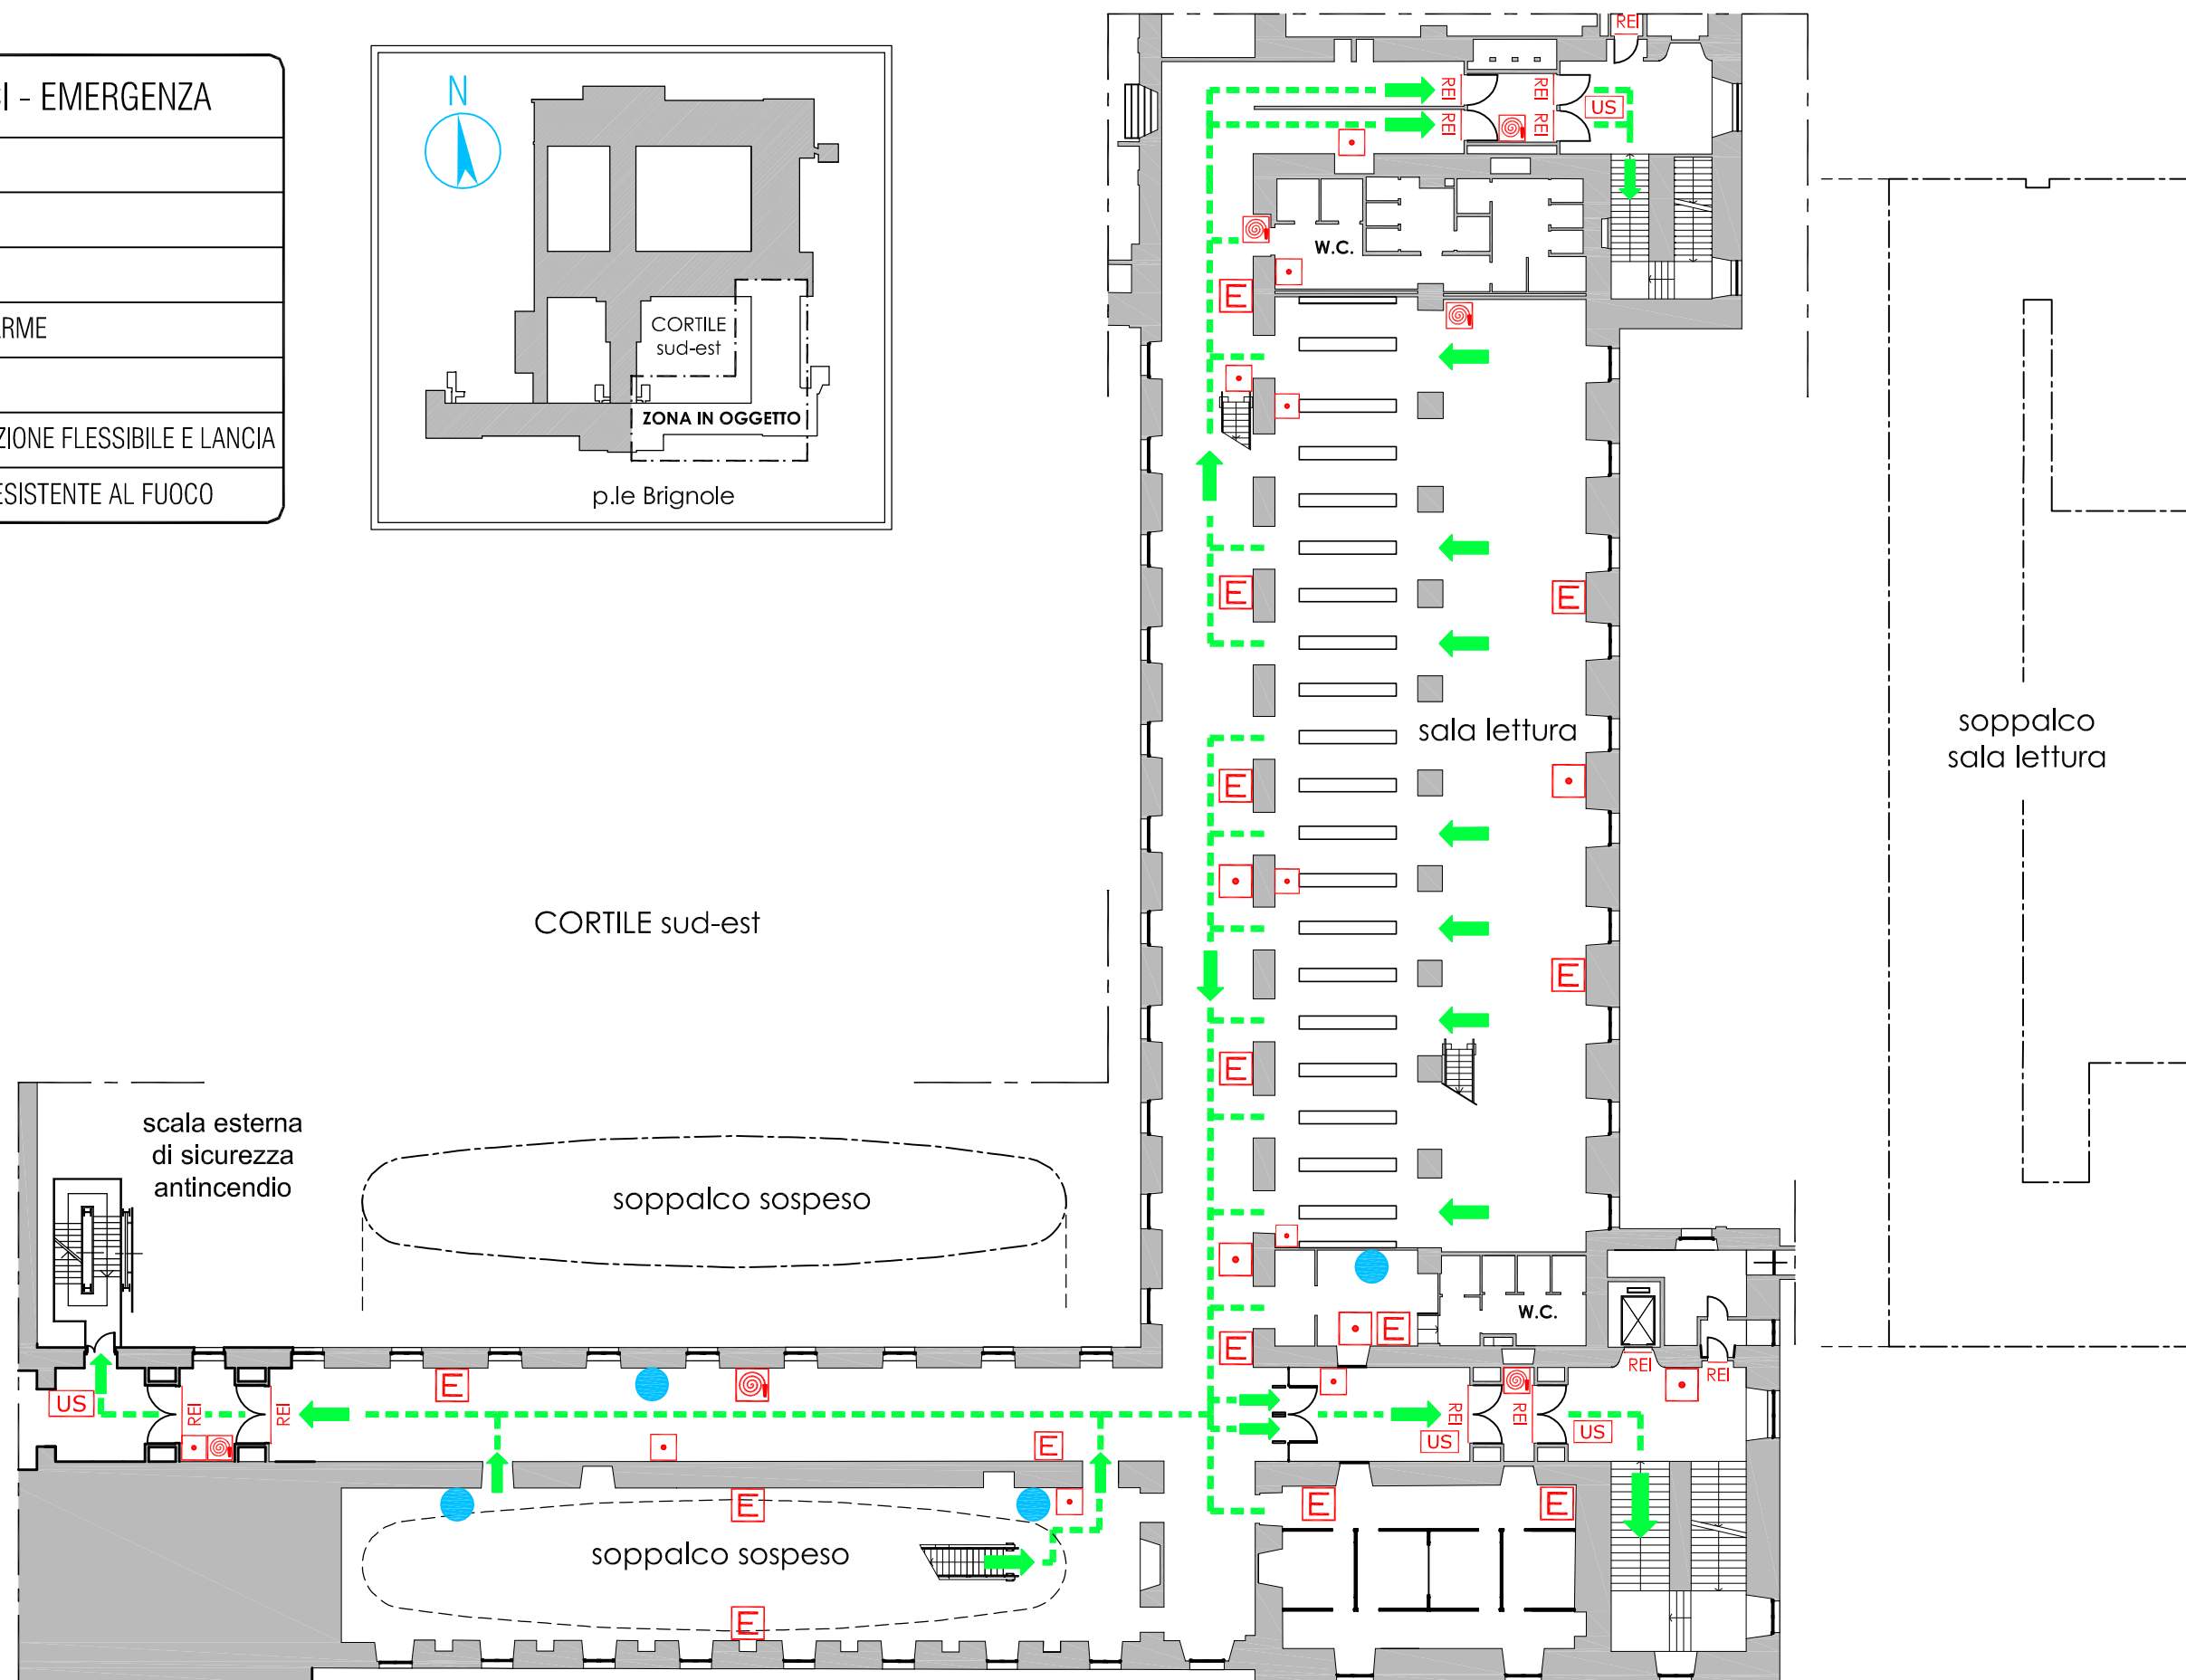 - EMERGENZA
ARME
ZIONE FLESSIBILE E LANCIA
ESISTENTE AL FUOCO
N
CORTILE
sud-est
ZONA IN OGGETTO
p.le Brignole
REI
REI
REI
US
REI
REI
W.C.
E
E
E
sala lettura
soppalco
sala lettura
E
CORTILE sud-est
E
E
scala esterna
di sicurezza
antincendio
soppalco sospeso
W.C.
E
E
REI
REI
E
US
REI
REI
REI
REI
US
US
E
E
E
E
soppalco sospeso
E